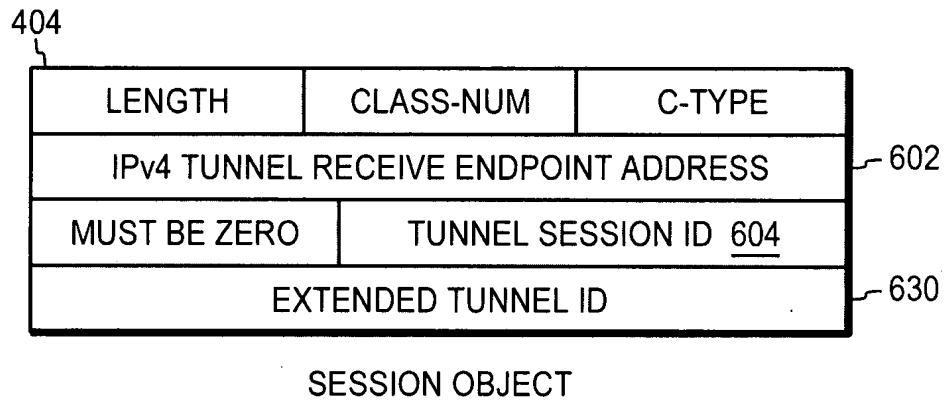 404
LENGTH CLASS-NUM C-TYPE
IPv4 TUNNEL RECEIVE ENDPOINT ADDRESS 602
MUST BE ZERO TUNNEL SESSION ID 604
EXTENDED TUNNEL ID 630
SESSION OBJECT